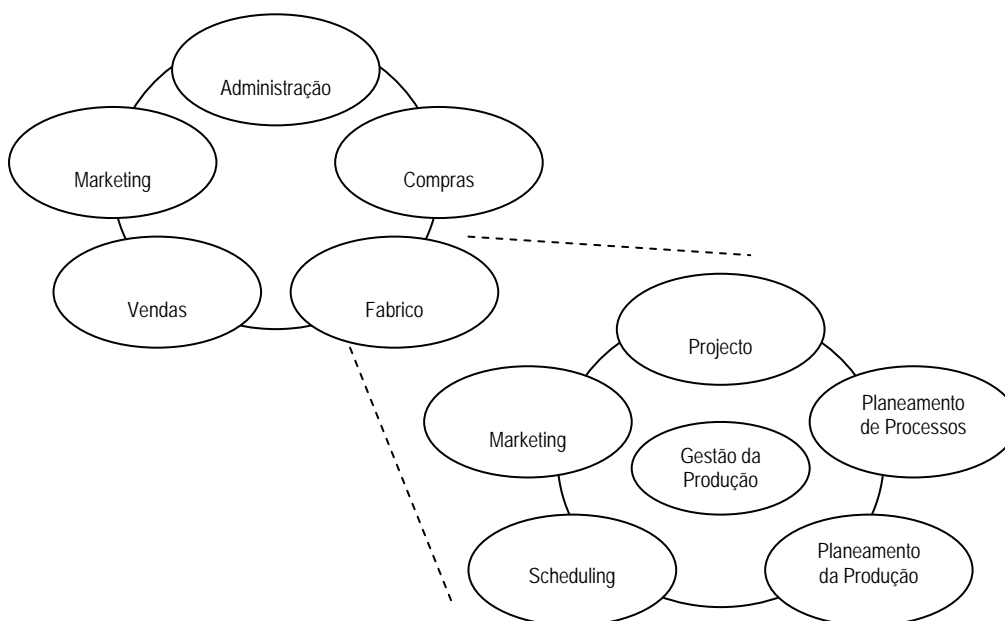 Administração
Marketing
Compras
Vendas
Fabrico
Projecto
Planeamento
de Processos
Marketing
Gestão da
Produção
Scheduling
Planeamento
da Produção